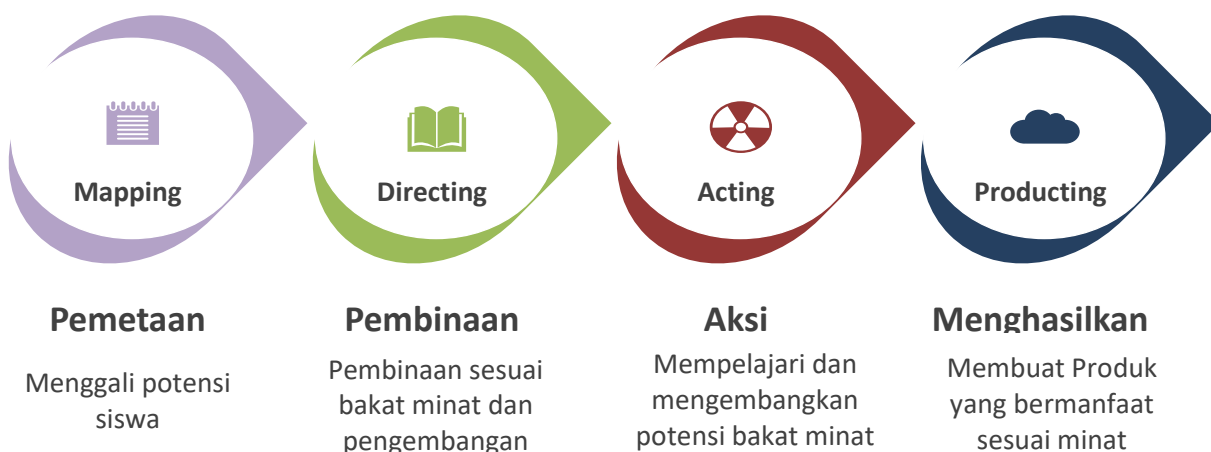 Mapping
Directing
Acting
Producting
Pemetaan
Menggali potensi
siswa
Pembinaan
Pembinaan sesuai
bakat minat dan
pengembangan
Aksi
Mempelajari dan
mengembangkan
potensi bakat minat
Menghasilkan
Membuat Produk
yang bermanfaat
sesuai minat